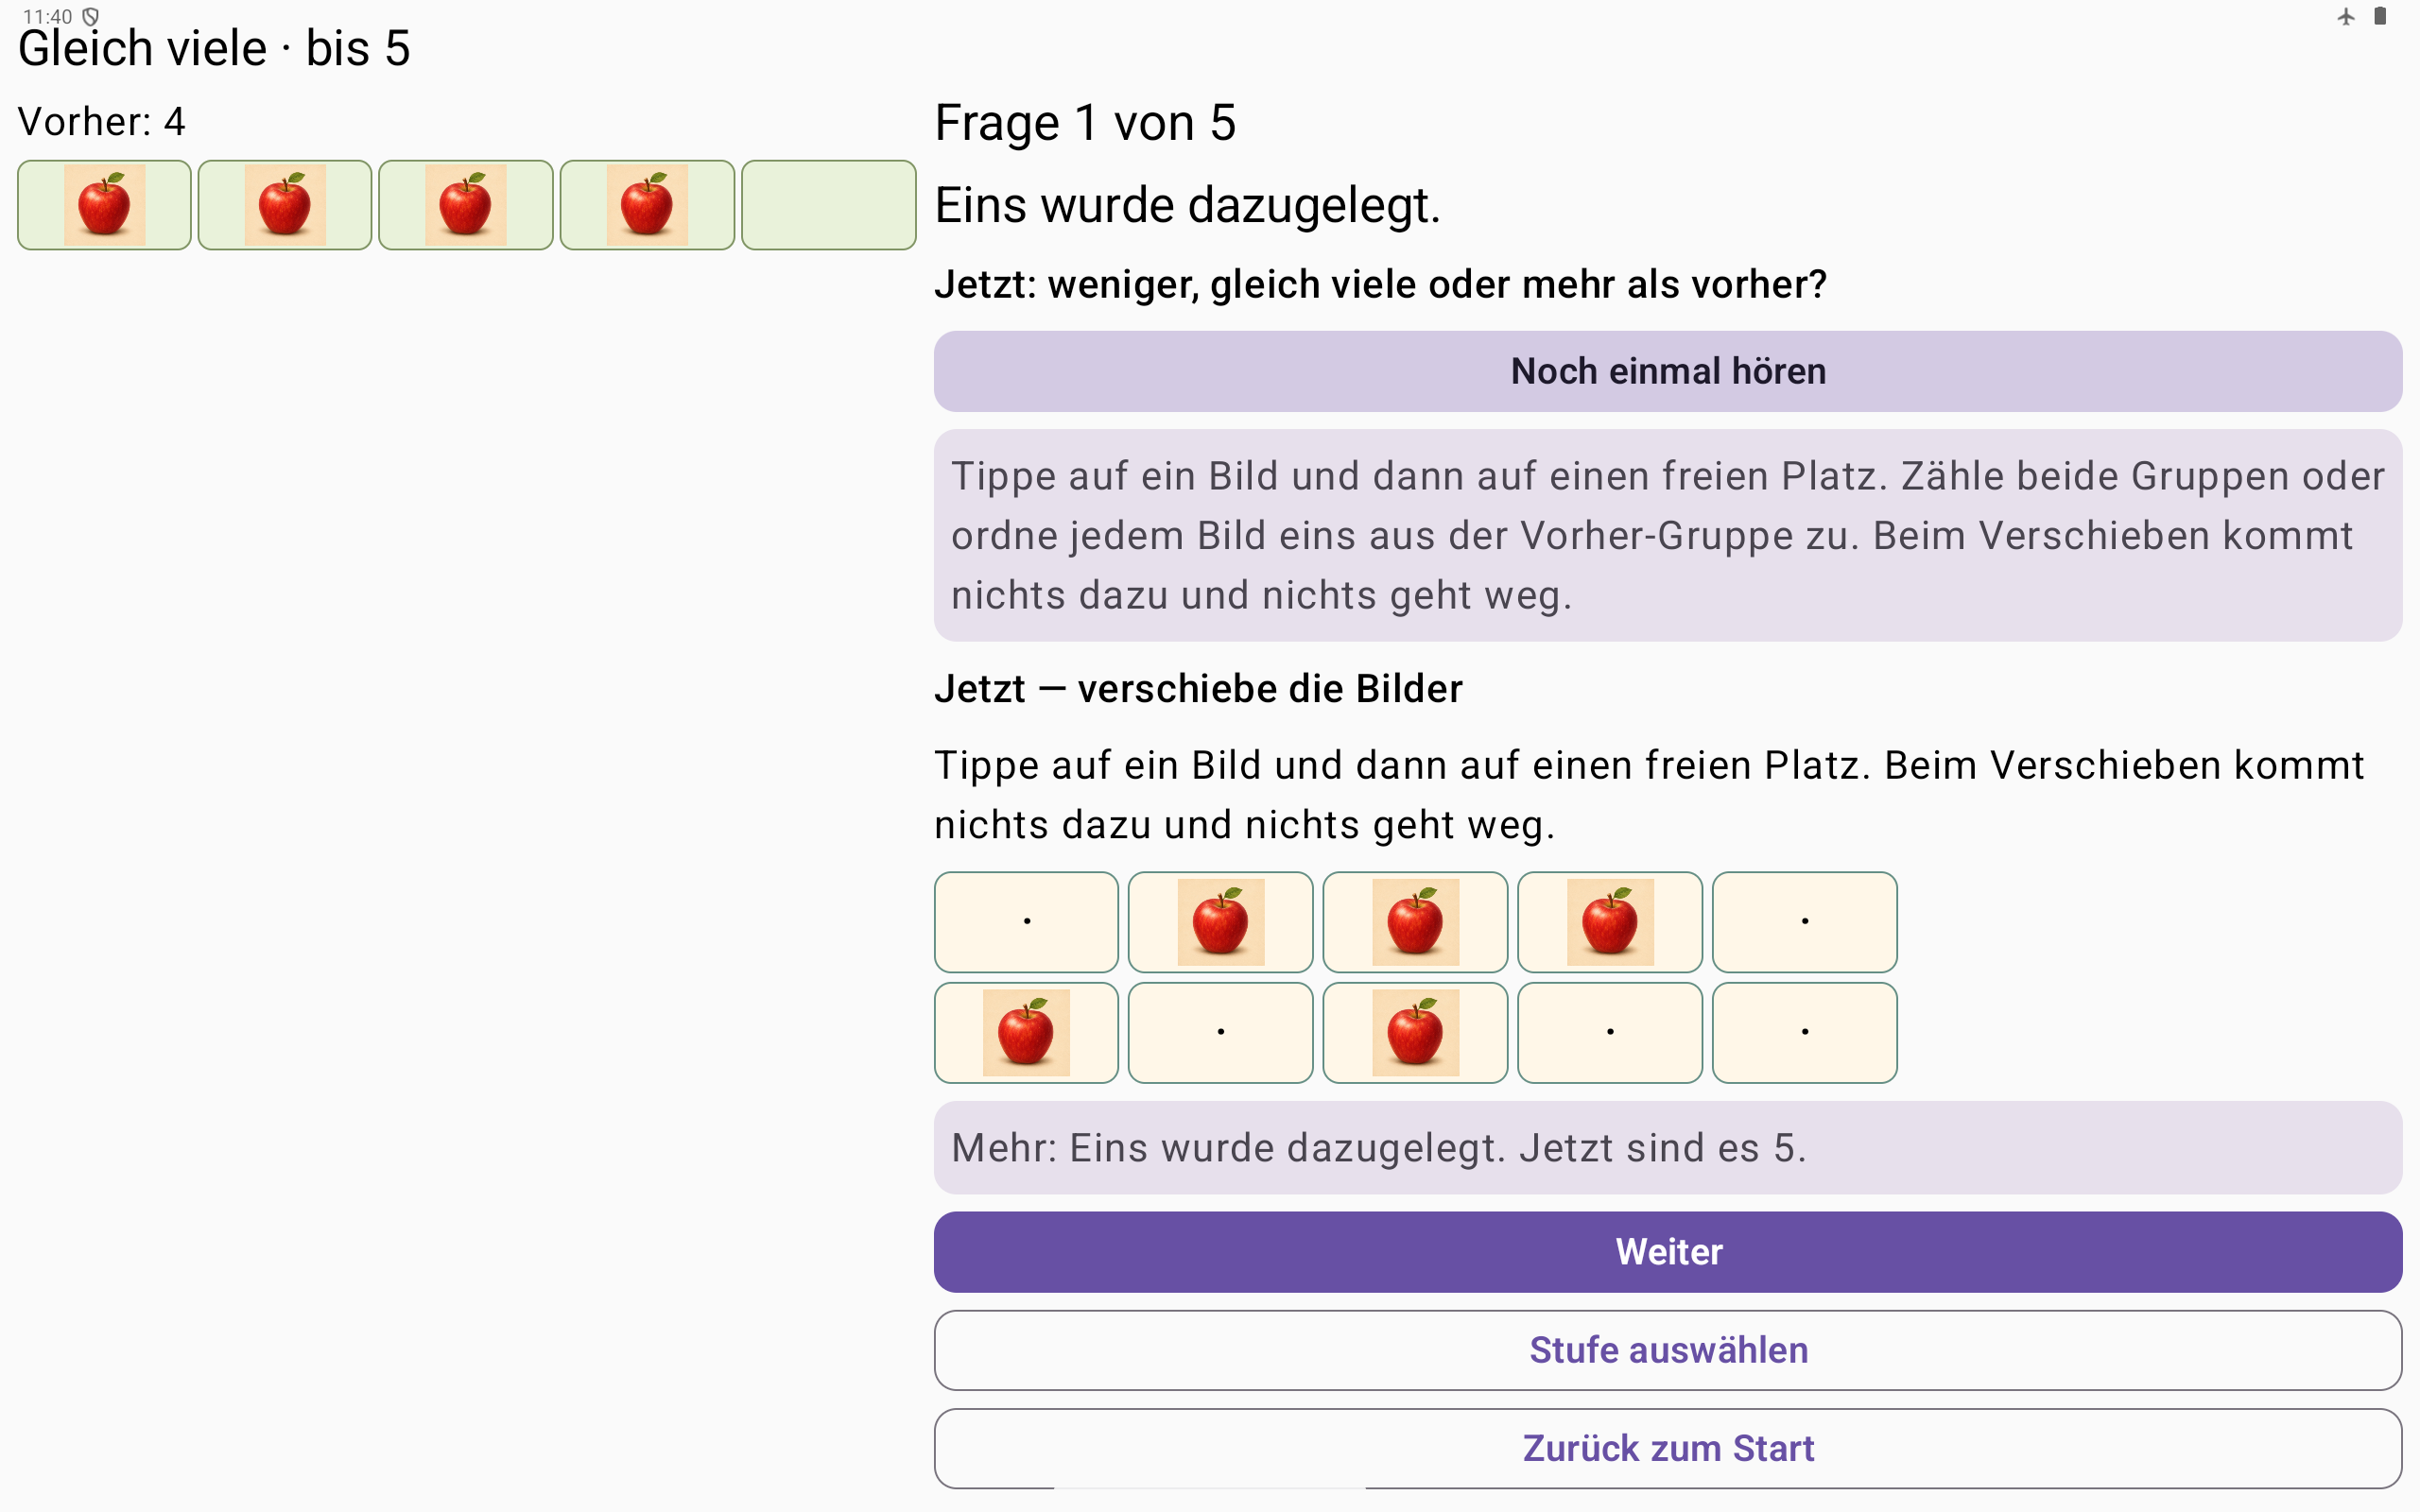 11:40
Gleich viele · bis 5
Vorher: 4
Frage 1 von 5
Eins wurde dazugelegt.
Jetzt: weniger, gleich viele oder mehr als vorher?
Noch einmal hören
Tippe auf ein Bild und dann auf einen freien Platz. Zähle beide Gruppen oder
ordne jedem Bild eins aus der Vorher-Gruppe zu. Beim Verschieben kommt
nichts dazu und nichts geht weg.
Jetzt — verschiebe die Bilder
Tippe auf ein Bild und dann auf einen freien Platz. Beim Verschieben kommt
nichts dazu und nichts geht weg.
Mehr: Eins wurde dazugelegt. Jetzt sind es 5.
Weiter
Stufe auswählen
Zurück zum Start